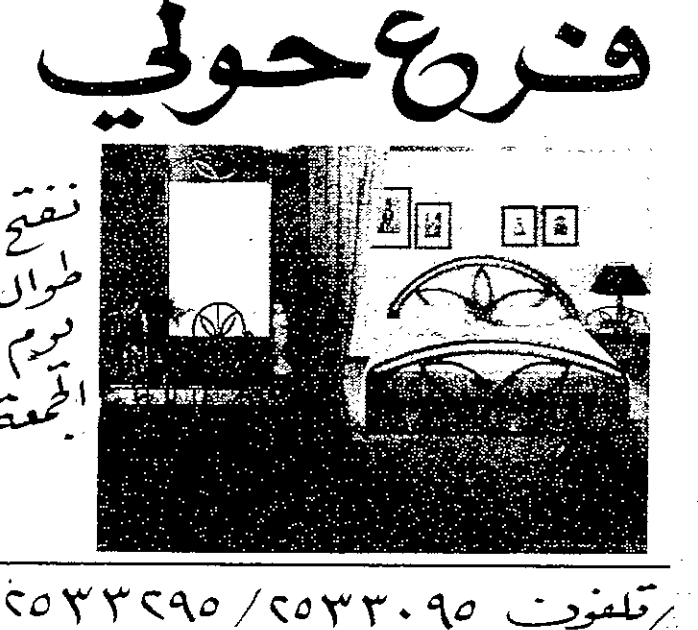 فرع حولي
نفتح
طوال
يوم
الجمعة
تلفون ٢٥٣٣٠٩٥ / ٢٥٣٣٢٩٥